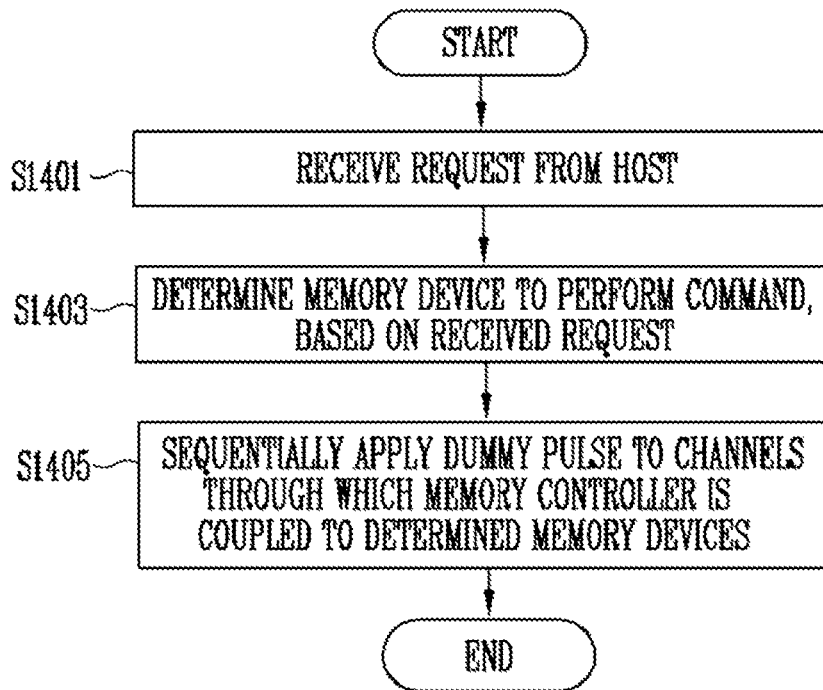 START
S1401
RECEIVE REQUEST FROM HOST
S1403
DETERMINE MEMORY DEVICE TO PERFORM COMMAND,
BASED ON RECEIVED REQUEST
S1405
SEQUENTIALLY APPLY DUMMY PULSE TO CHANNELS
THROUGH WHICH MEMORY CONTROLLER IS
COUPLED TO DETERMINED MEMORY DEVICES
END